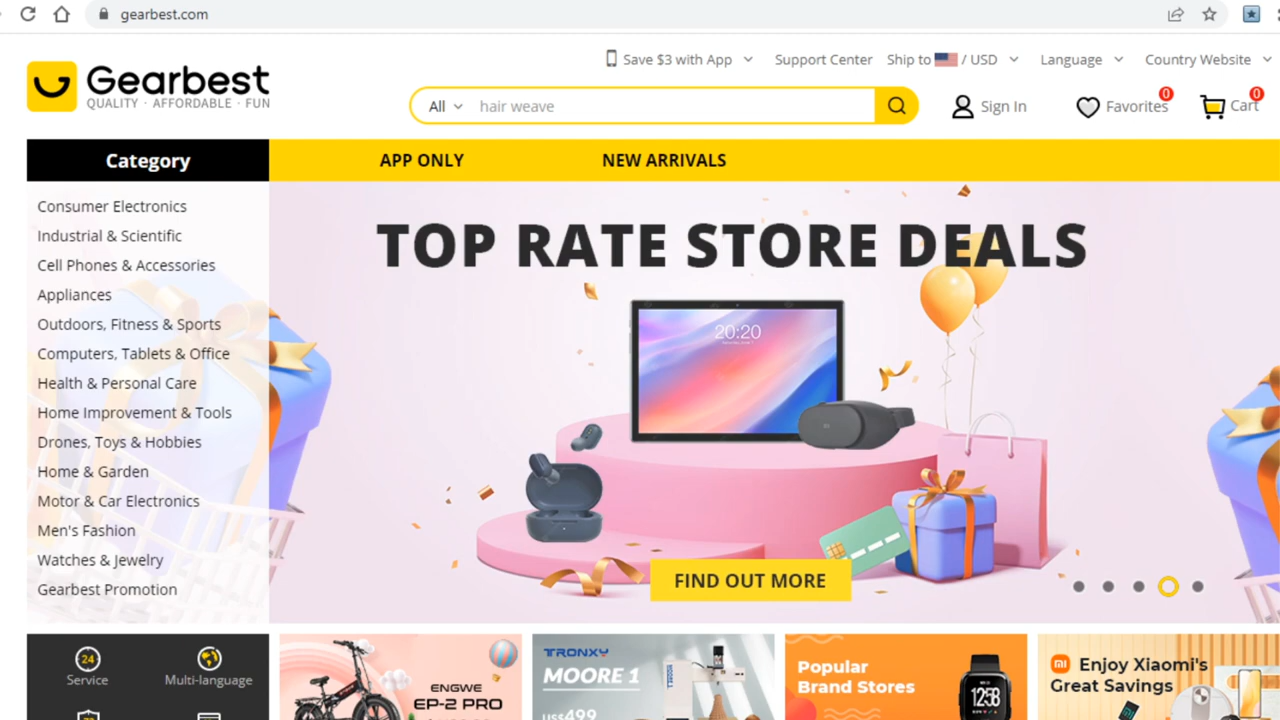 gearbest.com
Save $3 with App
Support Center
Ship to / USD
Language
Country Website
Gearbest
QUALITY · AFFORDABLE · FUN
All
hair weave
Sign In
0
Favorites
0
Cart
Category
APP ONLY
NEW ARRIVALS
Consumer Electronics
Industrial & Scientific
Cell Phones & Accessories
Appliances
Outdoors, Fitness & Sports
Computers, Tablets & Office
Health & Personal Care
Home Improvement & Tools
Drones, Toys & Hobbies
Home & Garden
Motor & Car Electronics
Men's Fashion
Watches & Jewelry
Gearbest Promotion
TOP RATE STORE DEALS
20:20
FIND OUT MORE
24
Service
Multi-language
ENGWE
EP-2 PRO
TRONXY
MOORE 1
US$499
Popular
Brand Stores
12:58
Enjoy Xiaomi's
Great Savings